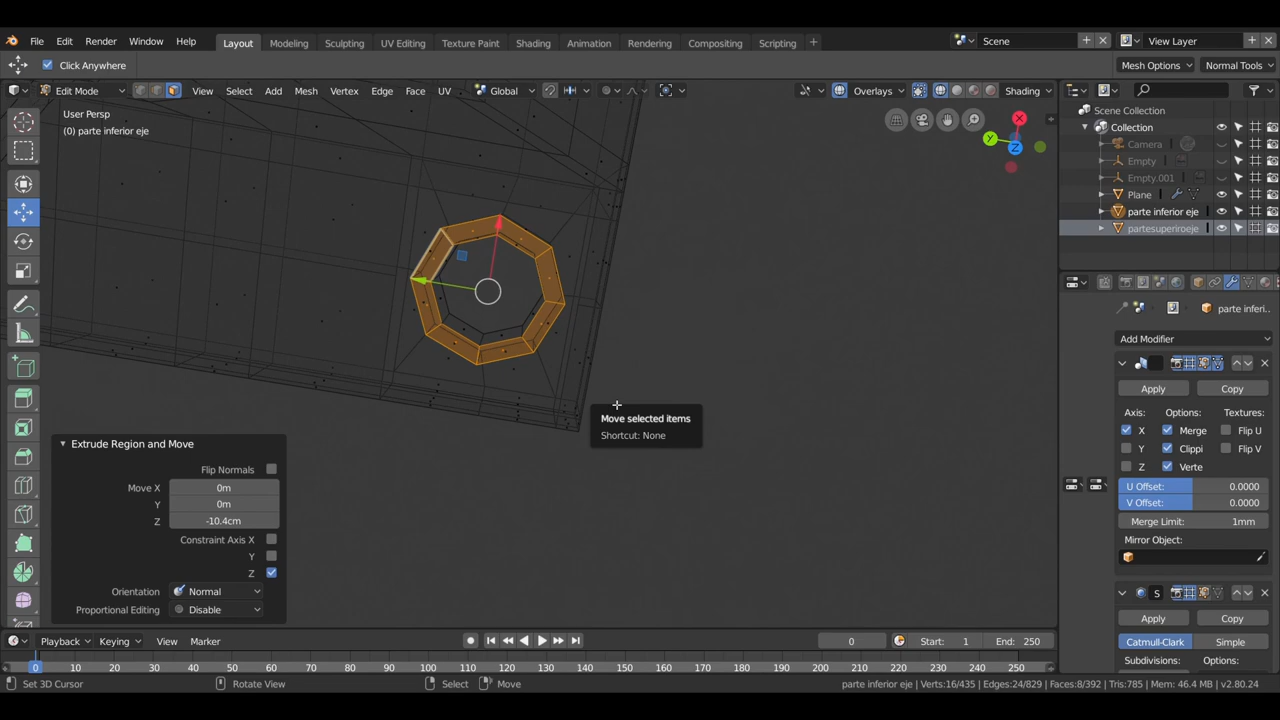 File Edit Render Window Help Layout Modeling Sculpting UV Editing Texture Paint Shading Animation Rendering Compositing Scripting + Scene View Layer
Click Anywhere Mesh Options Normal Tools
Edit Mode View Select Add Mesh Vertex Edge Face UV Global Overlays Shading
User Persp
(0) parte inferior eje
X
Y
Z
Scene Collection
Collection
Camera
Empty
Empty.001
Plane
parte inferior eje
partesuperiroeje
parte inferi
Add Modifier
Apply Copy
Axis: Options: Textures:
X Merge Flip U
Y Clippi Flip V
Z Verte
U Offset: 0.0000
V Offset: 0.0000
Merge Limit: 1mm
Mirror Object:
S
Apply Copy
Catmull-Clark Simple
Subdivisions: Options:
Move selected items
Shortcut: None
Extrude Region and Move
Flip Normals
Move X 0m
Y 0m
Z -10.4cm
Constraint Axis X
Y
Z
Orientation Normal
Proportional Editing Disable
Playback Keying View Marker 0 Start: 1 End: 250
0 10 20 30 40 50 60 70 80 90 100 110 120 130 140 150 160 170 180 190 200 210 220 230 240 250
Set 3D Cursor Rotate View Select Move parte inferior eje | Verts:16/435 | Edges:24/829 | Faces:8/392 | Tris:785 | Mem: 46.4 MB | v2.80.24